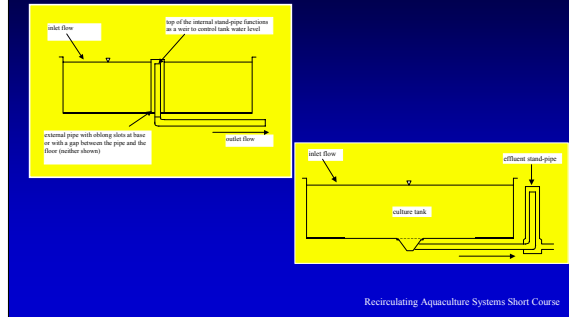 top of the internal stand-pipe functions
as a weir to control tank water level
inlet flow
external pipe with oblong slots at base
or with a gap between the pipe and the
floor (neither shown)
outlet flow
inlet flow
effluent stand-pipe
culture tank
Recirculating Aquaculture Systems Short Course